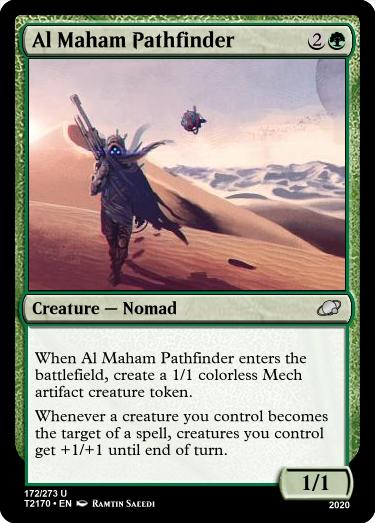 Al Maham Pathfinder 2
Creature — Nomad
When Al Maham Pathfinder enters the
battlefield, create a 1/1 colorless Mech
artifact creature token.
Whenever a creature you control becomes
the target of a spell, creatures you control
get +1/+1 until end of turn.
1/1
172/273 U
T2170 • EN Ramtin Saeedi
2020